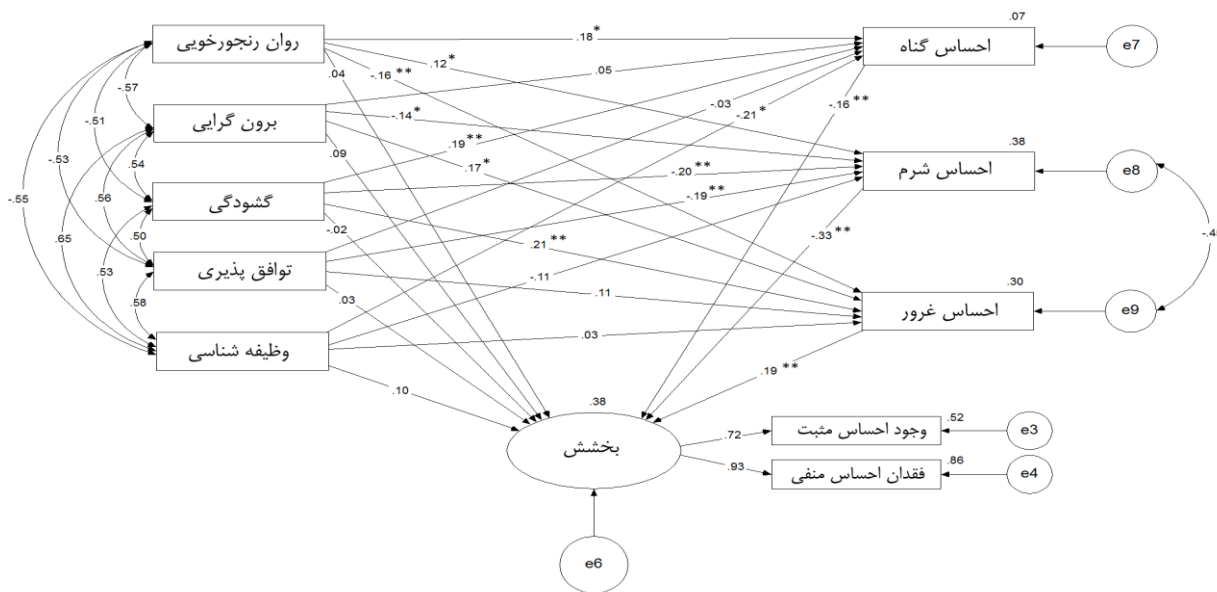 روان رنجورخویی
برون گرایی
گشودگی
توافق پذیری
وظیفه شناسی
-.57
-.51
-.53
-.55
.54
.56
.65
.50
.53
.58
.18*
.04
-.16**
.12*
.05
-.14*
.09
.17*
.19**
-.20**
-.02
.21**
-.03
-.19**
.03
.11
-.21*
-.11
.03
.10
.07
احساس گناه
e7
-.16**
.38
احساس شرم
e8
-.33**
.30
احساس غرور
e9
.19**
.38
بخشش
e6
.72
.93
.52
وجود احساس مثبت
e3
.86
فقدان احساس منفی
e4